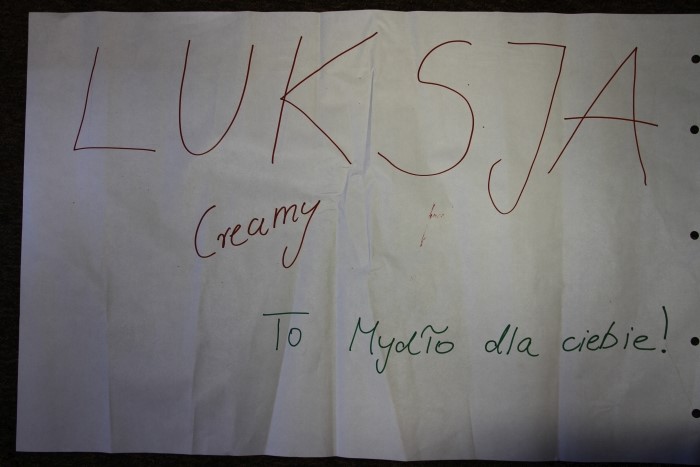 LUKSJA
Creamy
To Mydło dla ciebie!